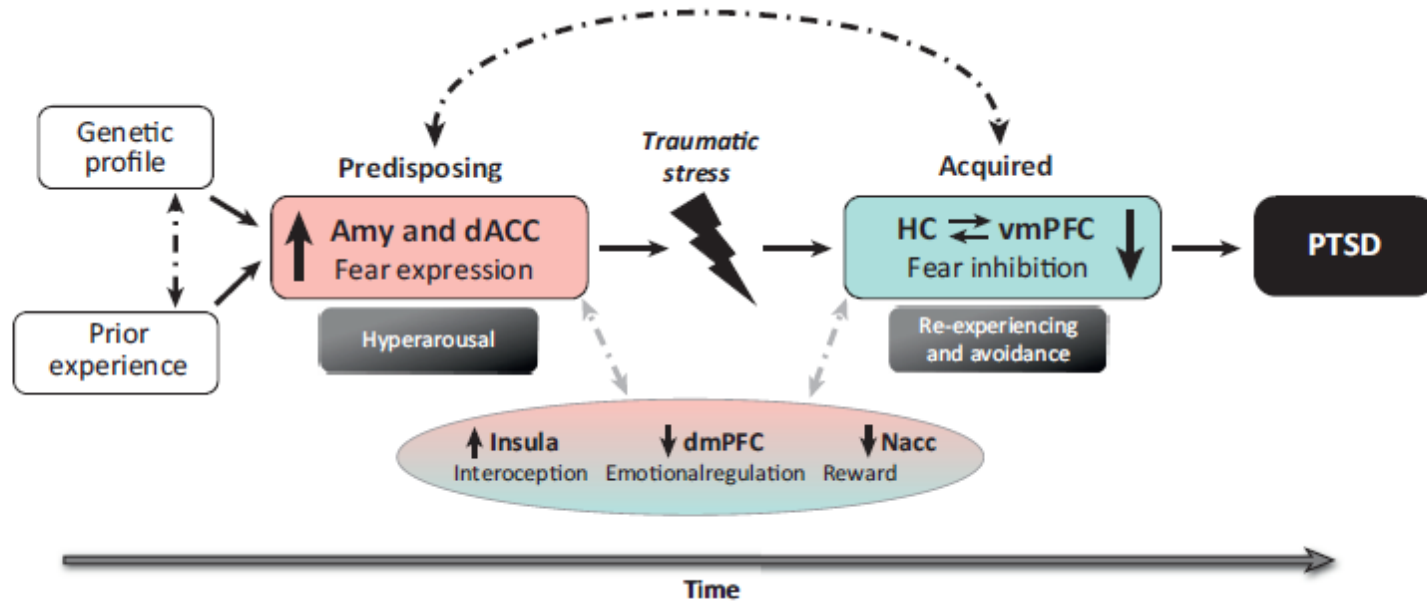 Genetic
profile
Prior
experience
Predisposing
Amy and dACC
Fear expression
Hyperarousal
Traumatic
stress
Acquired
HC vmPFC
Fear inhibition
Re-experiencing
and avoidance
PTSD
Insula
Interoception
dmPFC
Emotionalregulation
Nacc
Reward
Time